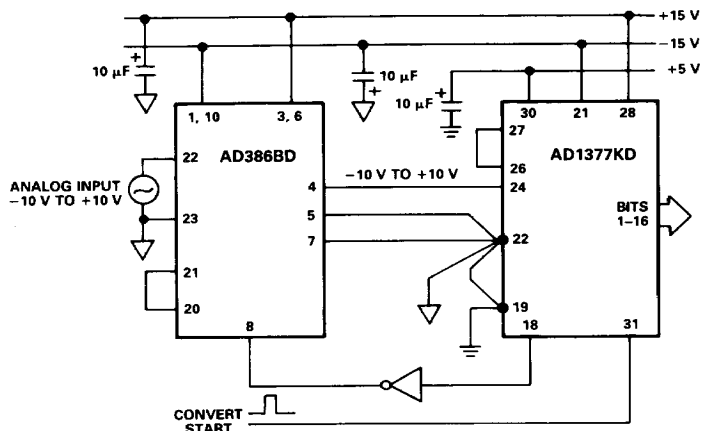 +15 V
−15 V
+5 V
10 μF +
10 μF +
10 μF +
1, 10 3, 6
30 21 28
AD386BD
AD1377KD
22
27
26
ANALOG INPUT
−10 V TO +10 V
4
−10 V TO +10 V
24
23
5
BITS
1–16
7
22
21
20
19
8
18 31
CONVERT
START